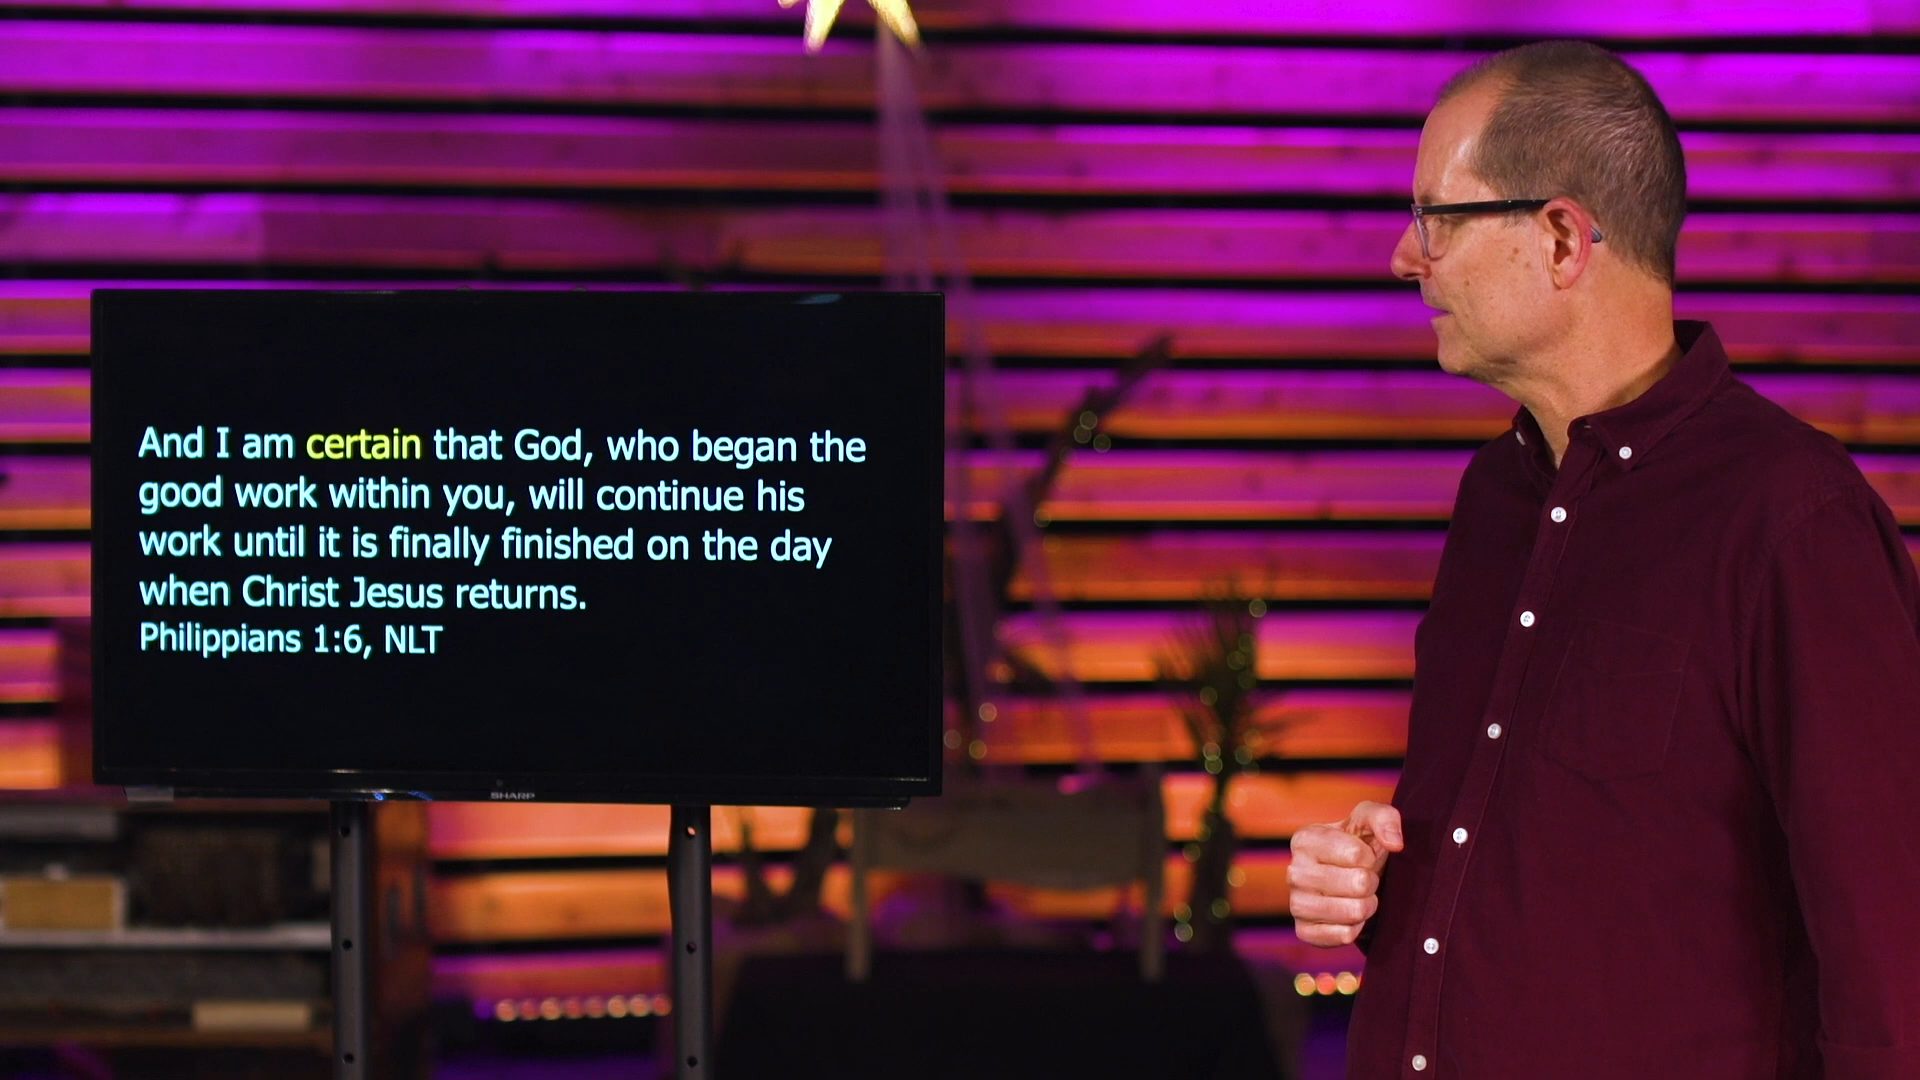 And I am certain that God, who began the
good work within you, will continue his
work until it is finally finished on the day
when Christ Jesus returns.
Philippians 1:6, NLT
SHARP